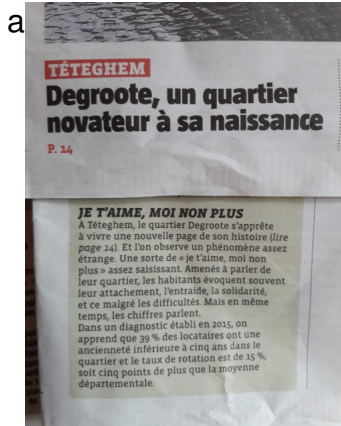 a
TÉTEGHEM
Degroote, un quartier
novateur à sa naissance
P. 14
JE T'AIME, MOI NON PLUS
À Téteghem, le quartier Degroote s'apprête
à vivre une nouvelle page de son histoire (lire
page 14). Et l'on observe un phénomène assez
étrange. Une sorte de « je t'aime, moi non
plus » assez saisissant. Amenés à parler de
leur quartier, les habitants évoquent souvent
leur attachement, l'entraide, la solidarité,
et ce malgré les difficultés. Mais en même
temps, les chiffres parlent.
Dans un diagnostic établi en 2015, on
apprend que 39 % des locataires ont une
ancienneté inférieure à cinq ans dans le
quartier et le taux de rotation est de 15 %,
soit cinq points de plus que la moyenne
départementale.